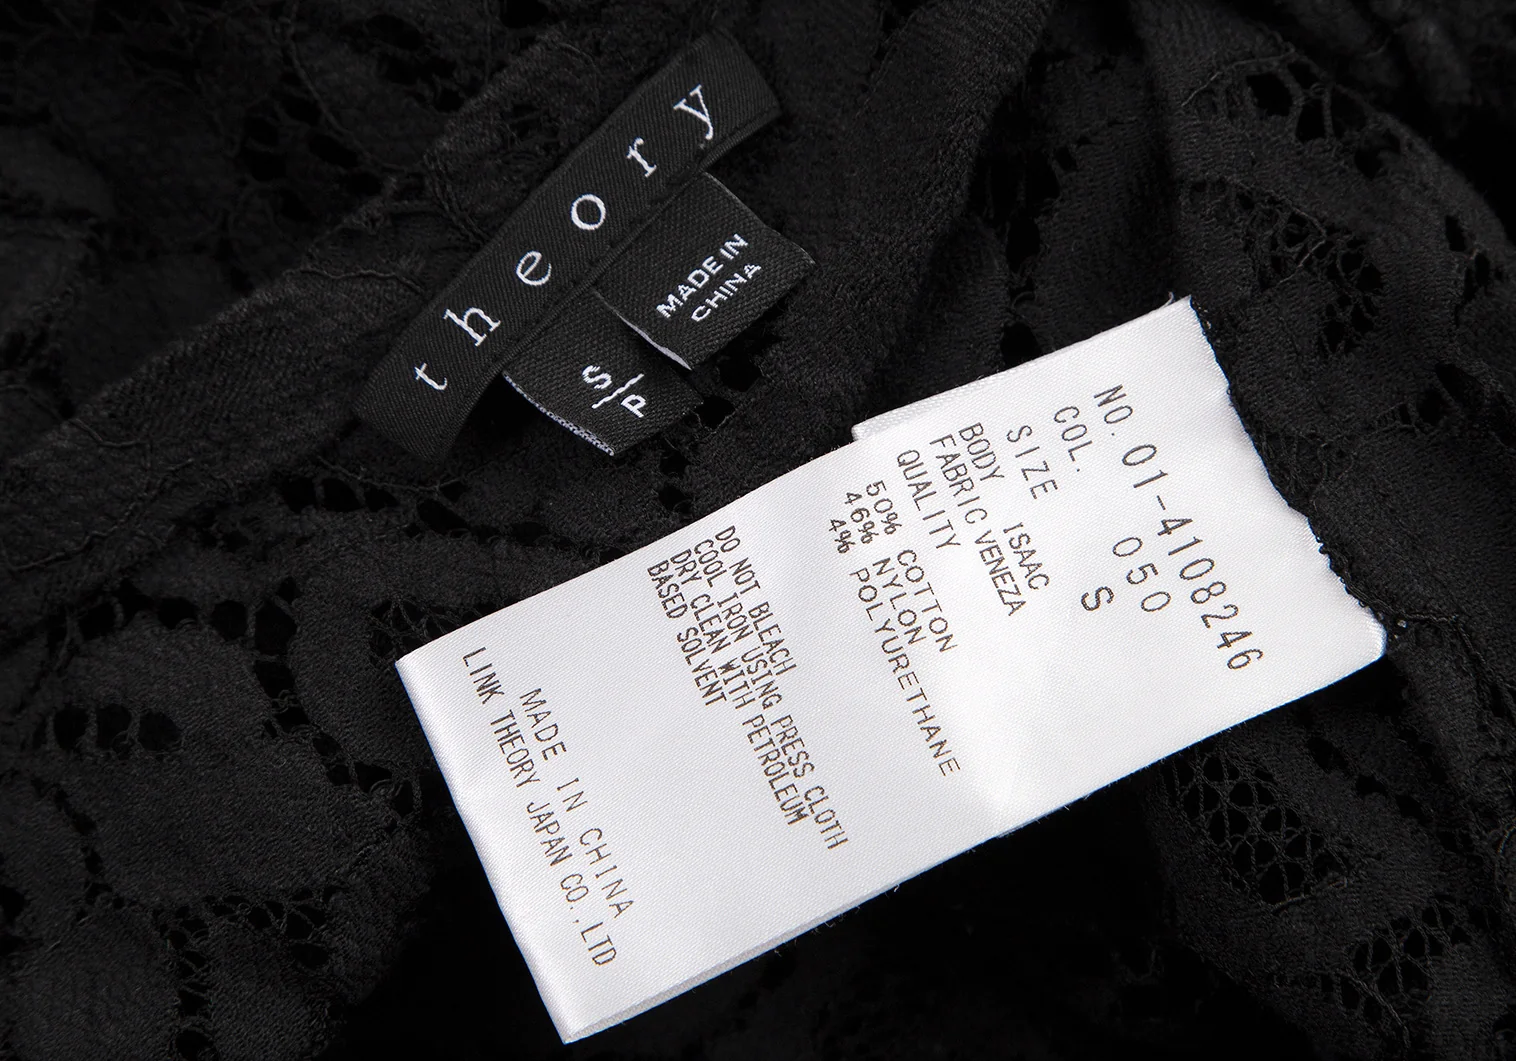 theory
S/P
MADE IN
CHINA
NO. 01-4108246
COL. 050
SIZE S
BODY ISAAC
FABRIC VENEZA
QUALITY
50% COTTON
46% NYLON
4% POLYURETHANE
DO NOT BLEACH
COOL IRON USING PRESS CLOTH
DRY CLEAN WITH PETROLEUM
BASED SOLVENT
MADE IN CHINA
LINK THEORY JAPAN CO.,LTD